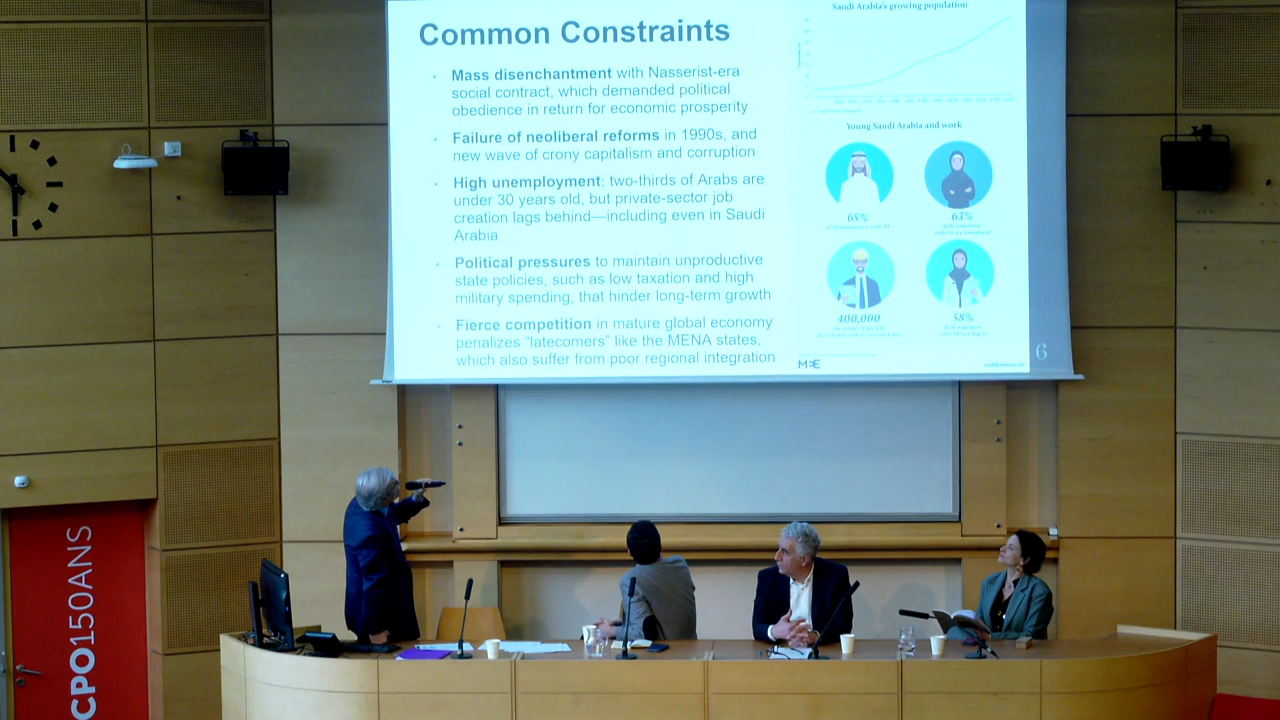 Common Constraints
Mass disenchantment with Nasserist-era
social contract, which demanded political
obedience in return for economic prosperity
Failure of neoliberal reforms in 1990s, and
new wave of crony capitalism and corruption
High unemployment: two-thirds of Arabs are
under 30 years old, but private-sector job
creation lags behind—including even in Saudi
Arabia
Political pressures to maintain unproductive
state policies, such as low taxation and high
military spending, that hinder long-term growth
Fierce competition in mature global economy
penalizes "latecomers" like the MENA states,
which also suffer from poor regional integration
Saudi Arabia's growing population
Young Saudi Arabia and work
68%
63%
400,000
58%
MEE
6
CPO150ANS